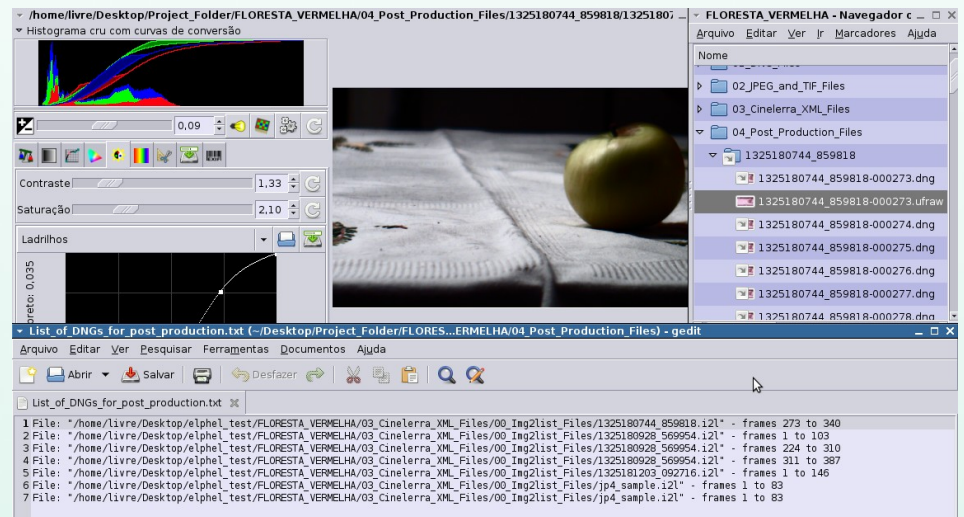 /home/livre/Desktop/Project_Folder/FLORESTA_VERMELHA/04_Post_Production_Files/1325180744_859818/13251807
Histograma cru com curvas de conversão
0,09
Contraste 1,33
Saturação 2,10
Ladrilhos
preto: 0,035
FLORESTA_VERMELHA - Navegador
Arquivo Editar Ver Ir Marcadores Ajuda
Nome
02_JPEG_and_TIF_Files
03_Cinelerra_XML_Files
04_Post_Production_Files
1325180744_859818
1325180744_859818-000273.dng
1325180744_859818-000273.ufraw
1325180744_859818-000274.dng
1325180744_859818-000275.dng
1325180744_859818-000276.dng
1325180744_859818-000277.dng
1325180744_859818-000278.dng
List_of_DNGs_for_post_production.txt (~/Desktop/Project_Folder/FLORES...ERMELHA/04_Post_Production_Files) - gedit
Arquivo Editar Ver Pesquisar Ferramentas Documentos Ajuda
Abrir Salvar Desfazer
List_of_DNGs_for_post_production.txt
1 File: "/home/livre/Desktop/elphel_test/FLORESTA_VERMELHA/03_Cinelerra_XML_Files/00_Img2list_Files/1325180744_859818.i2l" - frames 273 to 340
2 File: "/home/livre/Desktop/elphel_test/FLORESTA_VERMELHA/03_Cinelerra_XML_Files/00_Img2list_Files/1325180928_569954.i2l" - frames 1 to 103
3 File: "/home/livre/Desktop/elphel_test/FLORESTA_VERMELHA/03_Cinelerra_XML_Files/00_Img2list_Files/1325180928_569954.i2l" - frames 224 to 310
4 File: "/home/livre/Desktop/elphel_test/FLORESTA_VERMELHA/03_Cinelerra_XML_Files/00_Img2list_Files/1325180928_569954.i2l" - frames 311 to 387
5 File: "/home/livre/Desktop/elphel_test/FLORESTA_VERMELHA/03_Cinelerra_XML_Files/00_Img2list_Files/1325181203_092716.i2l" - frames 1 to 146
6 File: "/home/livre/Desktop/elphel_test/FLORESTA_VERMELHA/03_Cinelerra_XML_Files/00_Img2list_Files/jp4_sample.i2l" - frames 1 to 83
7 File: "/home/livre/Desktop/elphel_test/FLORESTA_VERMELHA/03_Cinelerra_XML_Files/00_Img2list_Files/jp4_sample.i2l" - frames 1 to 83